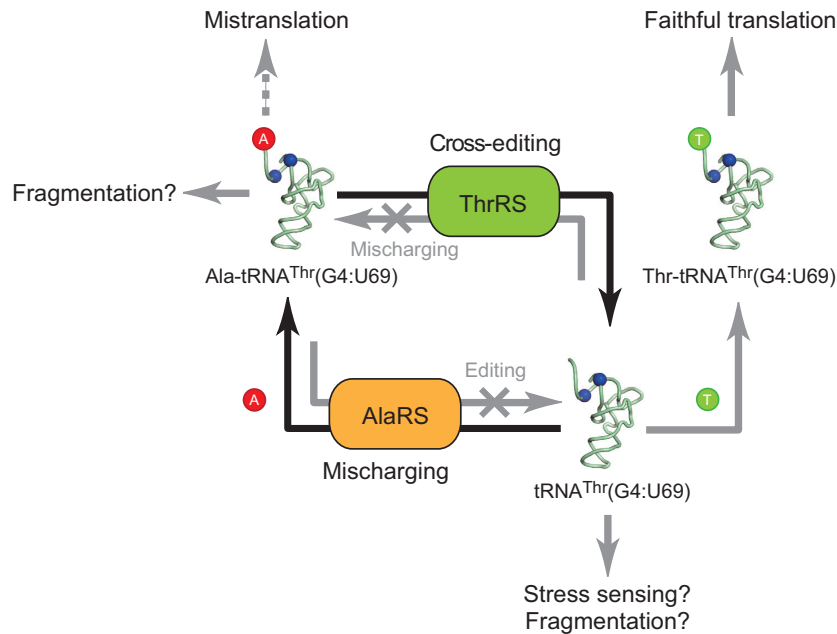 Mistranslation
Faithful translation
A
T
Cross-editing
Fragmentation?
ThrRS
Mischarging
Ala-tRNAThr(G4:U69)
Thr-tRNAThr(G4:U69)
Editing
A
T
AlaRS
Mischarging
tRNAThr(G4:U69)
Stress sensing?
Fragmentation?